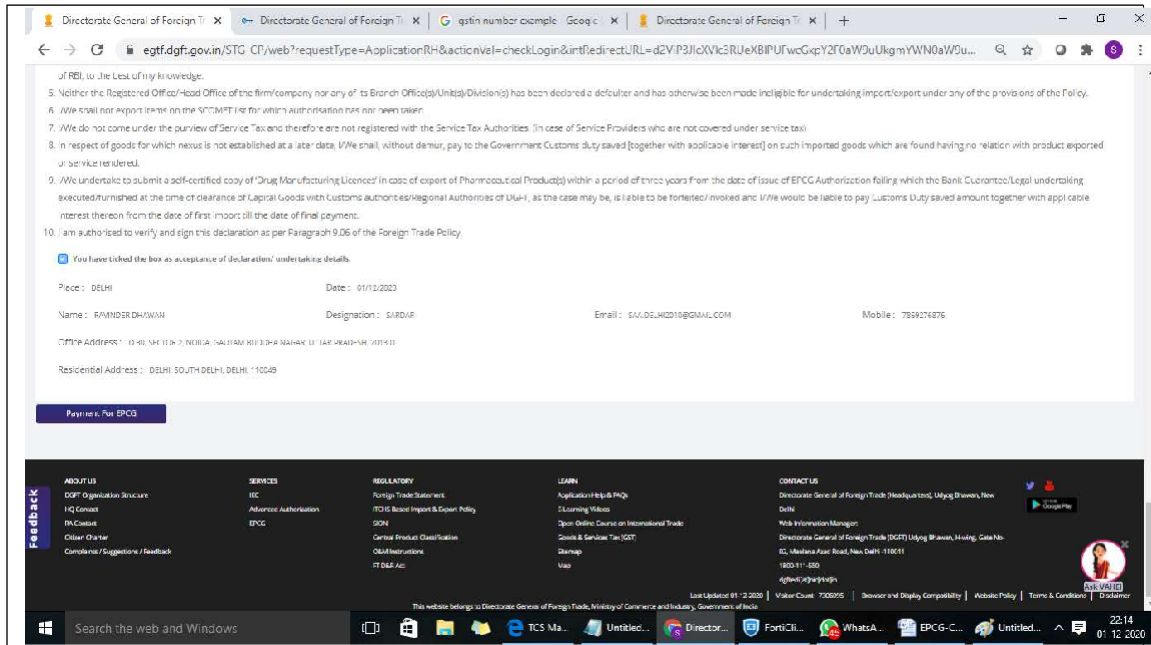 Directorate General of Foreign Tr
Directorate General of Foreign Tr
gstin number example - Google
Directorate General of Foreign Tr
egtf.dgft.gov.in/STG_CP/web?requestType=ApplicationRH&actionVal=checkLogin&
of RBI, to the best of my knowledge.
5. Neither the Registered Office/Head Office of the firm/company nor any of its Branch Office(s)/Unit(s)/Division(s) has been declared a defaulter and has otherwise been made ineligible for undertaking import/export under any of the provisions of the Policy.
6. I/We shall not export items on the SCOMET list for which authorisation has not been taken
7. I/We do not come under the purview of Service Tax and therefore are not registered with the Service Tax Authorities. (in case of Service Providers who are not covered under service tax)
8. In respect of goods for which nexus is not established at a later date, I/We shall, without demur, pay to the Government Customs duty saved [together with applicable interest] on such imported goods which are found having no relation with product exported
or service rendered.
9. I/We undertake to submit a self-certified copy of 'Drug Manufacturing Licences' in case of export of Pharmaceutical Product(s) within a period of three years from the date of issue of EPCG Authorization failing which the Bank Guarantee/Legal undertaking
executed/furnished at the time of clearance of Capital Goods with Customs authorities/Regional Authorities of DGFT, as the case may be, is liable to be forfeited/invoked and I/We would be liable to pay Customs Duty saved amount together with applicable
interest thereon from the date of first import till the date of final payment.
10. I am authorised to verify and sign this declaration as per Paragraph 9.06 of the Foreign Trade Policy.
You have ticked the box as acceptance of declaration/ undertaking details.
Place : DELHI Date : 01/12/2020
Name : RAVINDER DHAWAN Designation : SARDAR Email : Mobile :
Office Address : SECTOR 2, NOIDA, GAUTAM BUDDHA NAGAR, UTTAR PRADESH,
Residential Address : DELHI, SOUTH DELHI, DELHI, 110049
Payment For EPCG
Feedback
ABOUT US
DGFT Organisation Structure
HQ Contact
RA Contact
Citizen Charter
Complaints / Suggestions / Feedback
SERVICES
IEC
Advanced Authorisation
EPCG
REGULATORY
Foreign Trade Statement
ITCHS Based Import & Export Policy
SION
Central Product Classification
O&M Instructions
FT D&R Act
LEARN
Application Help & FAQs
E-Learning Videos
Open Online Course on International Trade
Goods & Services Tax (GST)
Sitemap
Map
CONTACT US
Directorate General of Foreign Trade (Headquarters), Udyog Bhawan, New
Delhi
Web Information Manager:
Directorate General of Foreign Trade (DGFT) Udyog Bhawan, H-wing, Gate No-
02, Maulana Azad Road, New Delhi -110011
1800-111-550
Google Play
Ask VAHEI
Last Updated 01 12 2020 | Visitor Count | Browser and Display Compatibility | Website Policy | Terms & Conditions | Disclaimer
This website belongs to Directorate General of Foreign Trade, Ministry of Commerce and Industry, Government of India
Search the web and Windows
TCS Ma...
Untitled...
Director...
FortiCli...
WhatsA...
EPCG-C...
Untitled...
22:14
01-12-2020